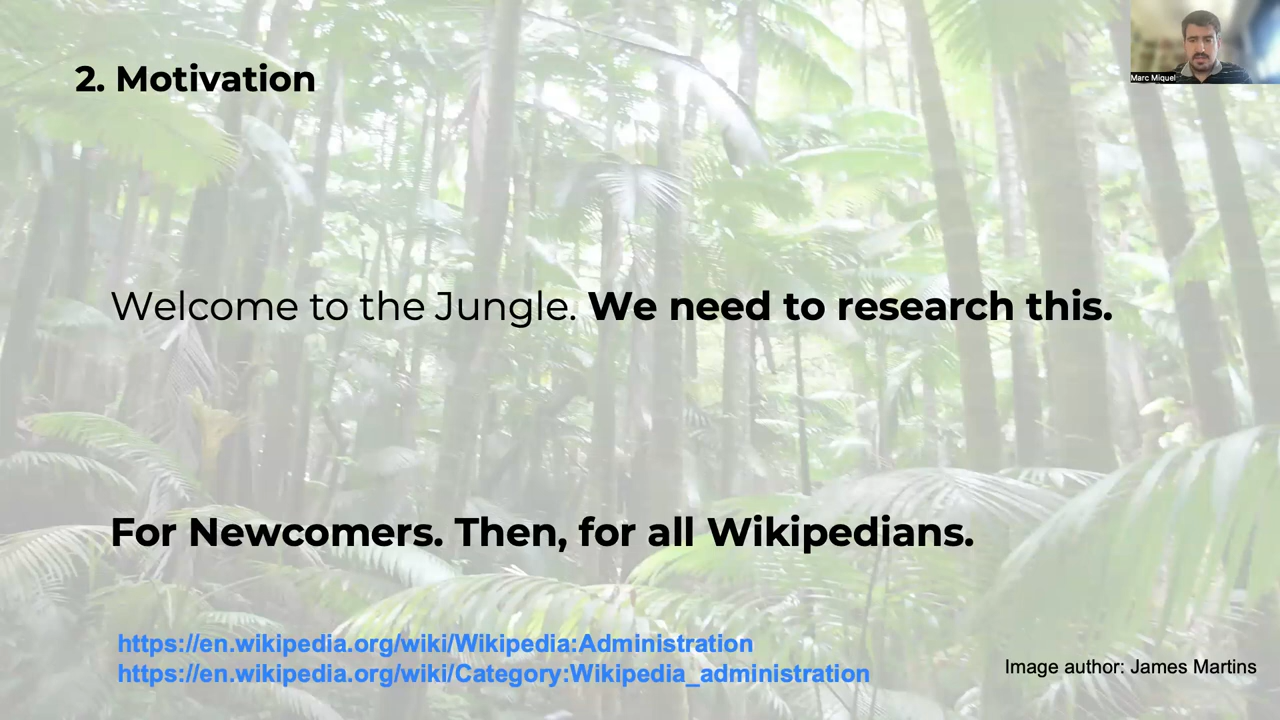 2. Motivation
Marc Miquel
Welcome to the Jungle. We need to research this.
For Newcomers. Then, for all Wikipedians.
https://en.wikipedia.org/wiki/Wikipedia:Administration
https://en.wikipedia.org/wiki/Category:Wikipedia_administration
Image author: James Martins